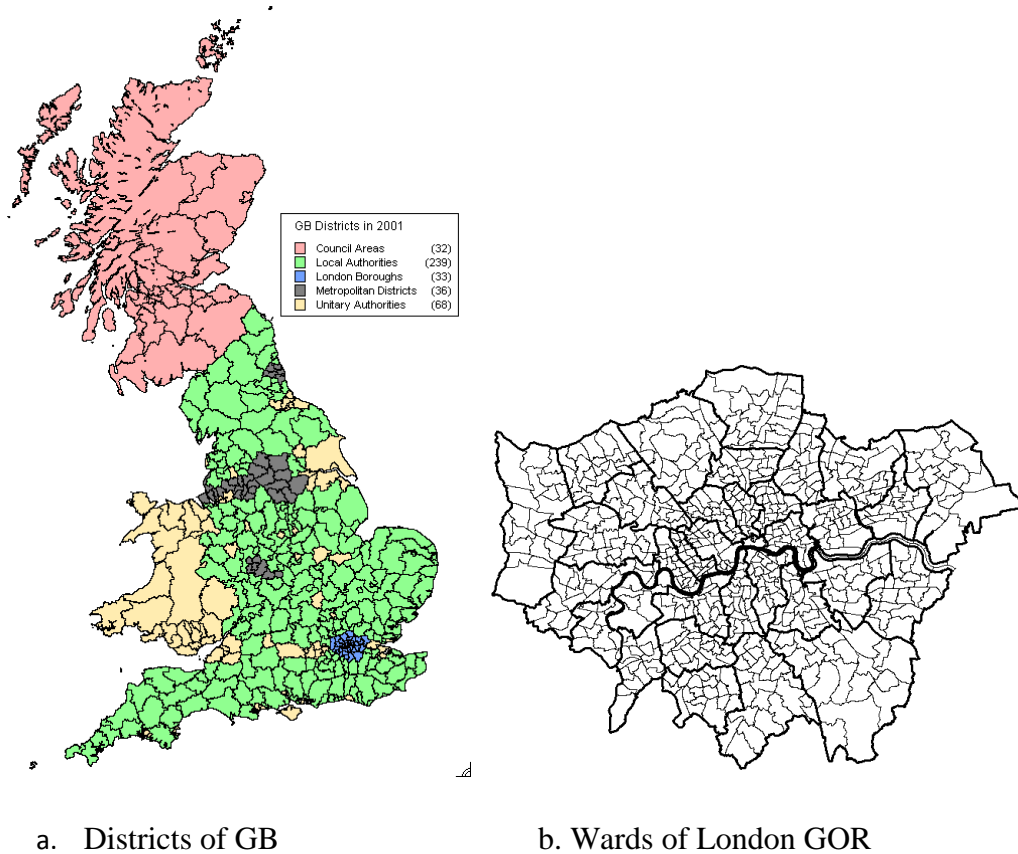 GB Districts in 2001
Council Areas (32)
Local Authorities (239)
London Boroughs (33)
Metropolitan Districts (36)
Unitary Authorities (68)
a. Districts of GB
b. Wards of London GOR